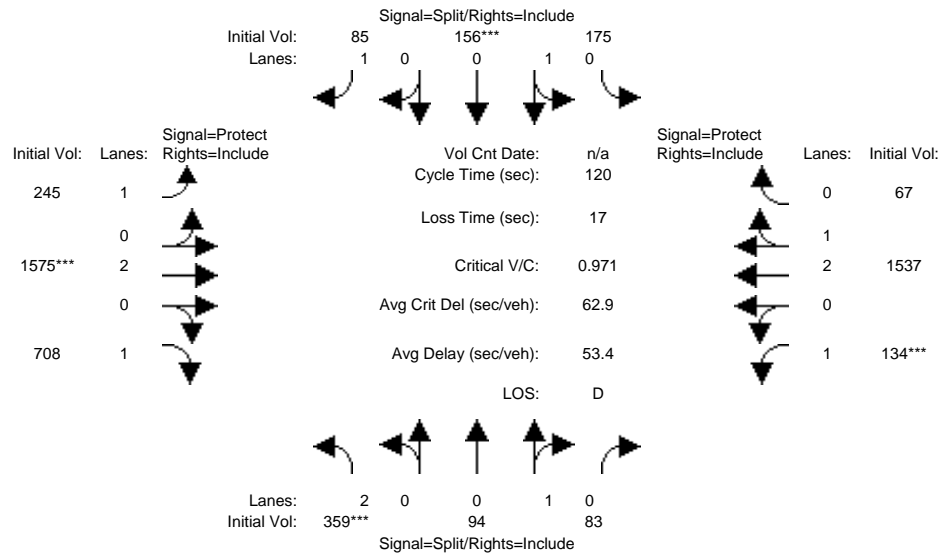 Signal=Split/Rights=Include
Initial Vol: 85 156*** 175
Lanes: 1 0 0 1 0
Signal=Protect Signal=Protect
Initial Vol: Lanes: Rights=Include Vol Cnt Date: n/a Rights=Include Lanes: Initial Vol:
Cycle Time (sec): 120
245 1 0 67
Loss Time (sec): 17
0 1
1575*** 2 Critical V/C: 0.971 2 1537
0 Avg Crit Del (sec/veh): 62.9 0
708 1 Avg Delay (sec/veh): 53.4 1 134***
LOS: D
Lanes: 2 0 0 1 0
Initial Vol: 359*** 94 83
Signal=Split/Rights=Include